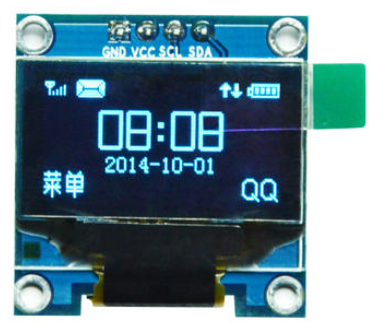 GND VCC SCL SDA
08:08
2014-10-01
菜单 QQ